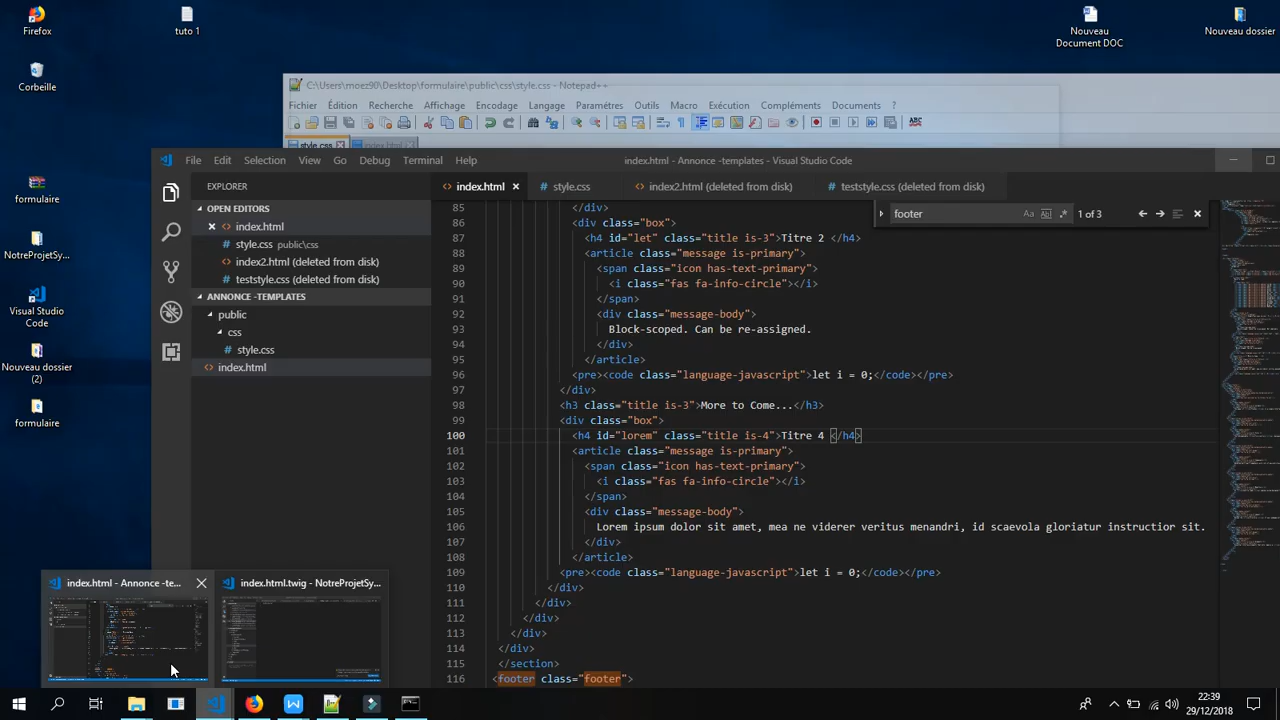 Firefox
tuto 1
Nouveau
Document DOC
Nouveau dossier
Corbeille
formulaire
NotreProjetSy...
Visual Studio
Code
Nouveau dossier
(2)
formulaire
C:\Users\moez90\Desktop\formulaire\public\css\style.css - Notepad++
Fichier Édition Recherche Affichage Encodage Langage Paramètres Outils Macro Exécution Compléments Documents ?
style.css index.html
File Edit Selection View Go Debug Terminal Help
index.html - Annonce -templates - Visual Studio Code
EXPLORER
OPEN EDITORS
index.html
style.css public\css
index2.html (deleted from disk)
teststyle.css (deleted from disk)
ANNONCE -TEMPLATES
public
css
style.css
index.html
index.html style.css index2.html (deleted from disk) teststyle.css (deleted from disk)
footer Aa Abl .* 1 of 3
85 </div>
86 <div class="box">
87 <h4 id="let" class="title is-3">Titre 2 </h4>
88 <article class="message is-primary">
89 <span class="icon has-text-primary">
90 <i class="fas fa-info-circle"></i>
91 </span>
92 <div class="message-body">
93 Block-scoped. Can be re-assigned.
94 </div>
95 </article>
96 <pre><code class="language-javascript">let i = 0;</code></pre>
97 </div>
98 <h3 class="title is-3">More to Come...</h3>
99 <div class="box">
100 <h4 id="lorem" class="title is-4">Titre 4 </h4>
101 <article class="message is-primary">
102 <span class="icon has-text-primary">
103 <i class="fas fa-info-circle"></i>
104 </span>
105 <div class="message-body">
106 Lorem ipsum dolor sit amet, mea ne viderer veritus menandri, id scaevola gloriatur instructior sit.
107 </div>
108 </article>
109 <pre><code class="language-javascript">let i = 0;</code></pre>
110 </div>
111 </div>
112 </div>
113 </div>
114 </div>
115 </section>
116 <footer class="footer">
index.html - Annonce -te...
index.html.twig - NotreProjetSy...
22:39
29/12/2018